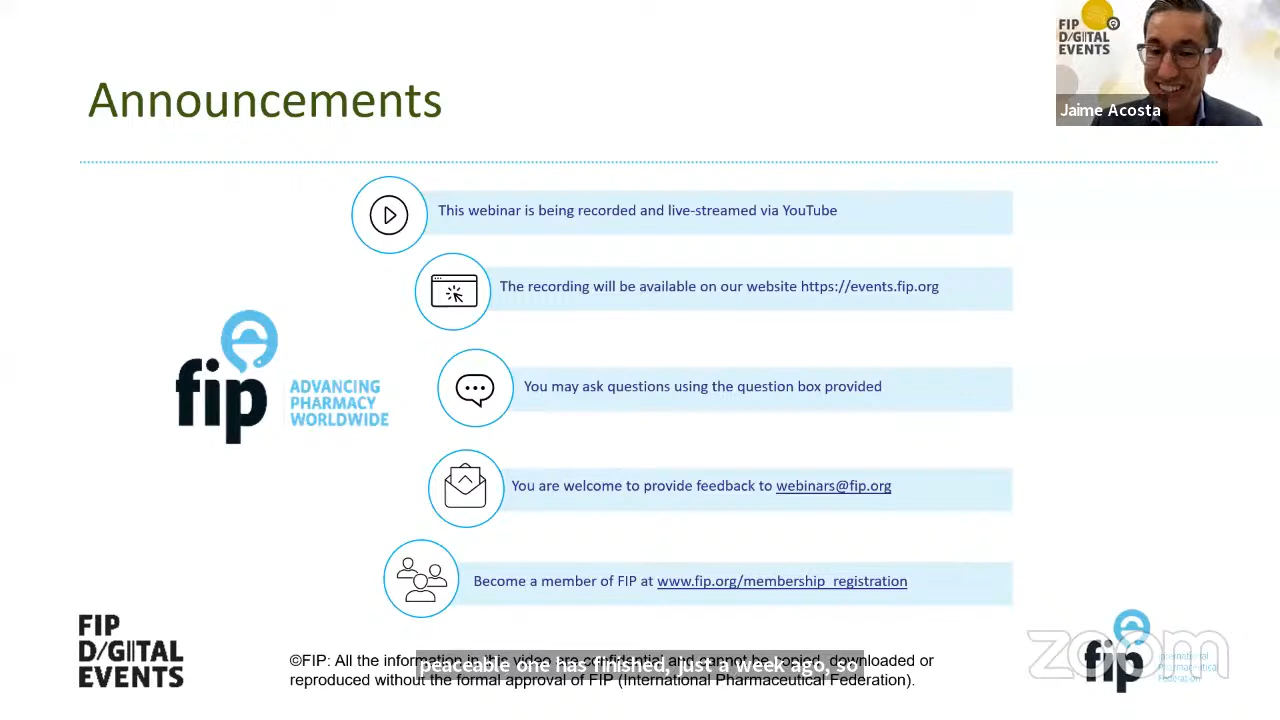 FIP
D/GITAL
EVENTS
Jaime Acosta
Announcements
This webinar is being recorded and live-streamed via YouTube
The recording will be available on our website https://events.fip.org
You may ask questions using the question box provided
fip
ADVANCING
PHARMACY
WORLDWIDE
You are welcome to provide feedback to webinars@fip.org
Become a member of FIP at www.fip.org/membership_registration
FIP
D/GITAL
EVENTS
©FIP: All the information in this video are confidential and cannot be copied, downloaded or
reproduced without the formal approval of FIP (International Pharmaceutical Federation).
peaceable one has finished, just a week ago, so
zoom
fip
International
Pharmaceutical
Federation